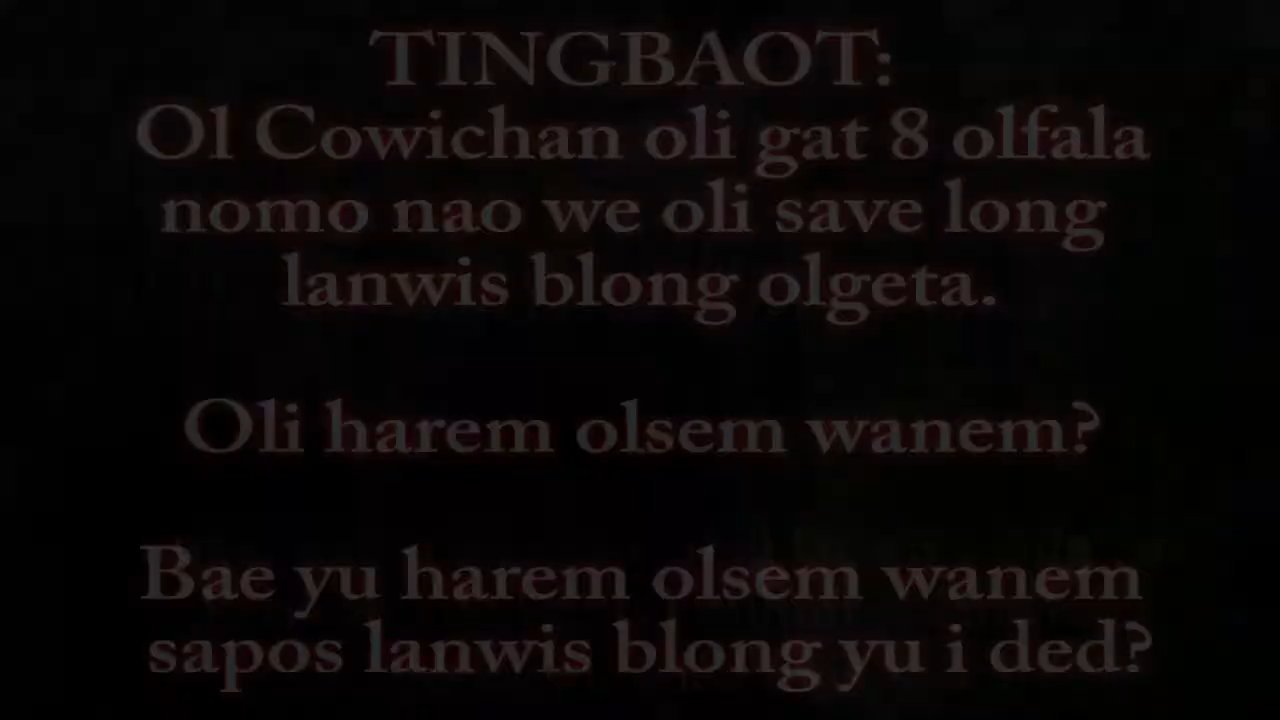 TINGBAOT:
Ol Cowichan oli gat 8 olfala
nomo nao we oli save long
lanwis blong olgeta.
Oli harem olsem wanem?
Bae yu harem olsem wanem
sapos lanwis blong yu i ded?